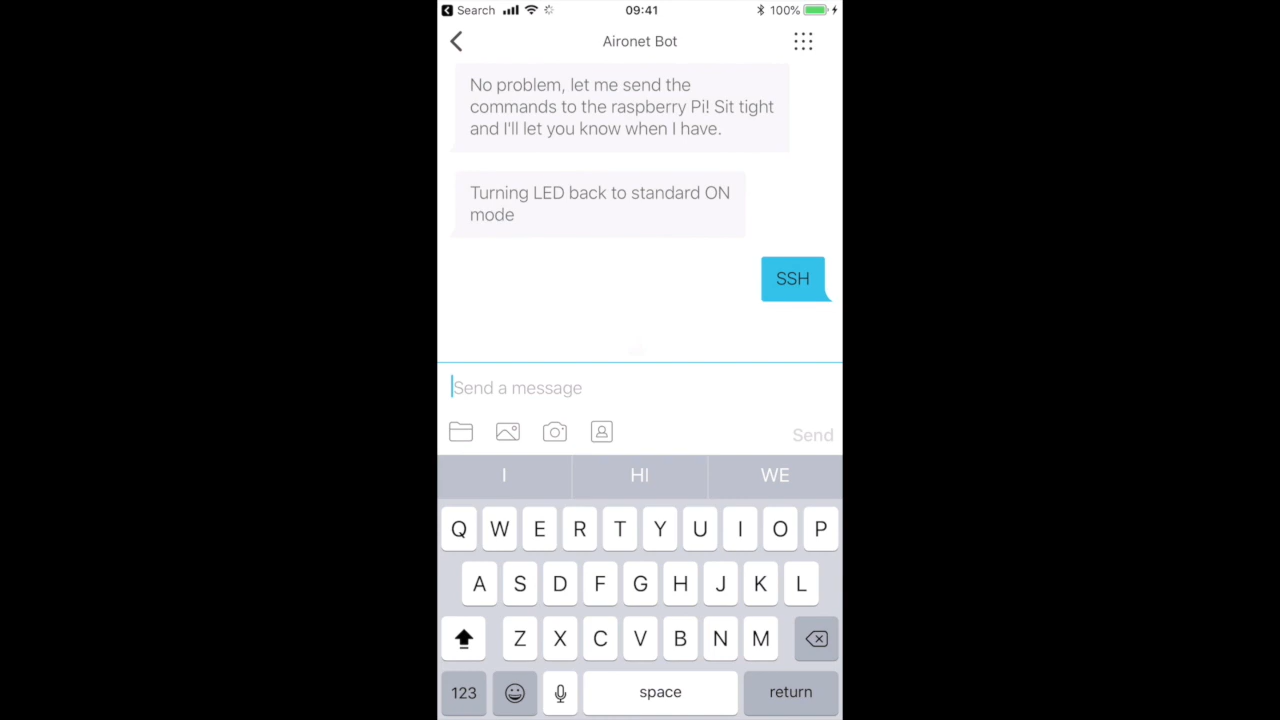 Search 09:41 100%
Aironet Bot
No problem, let me send the
commands to the raspberry Pi! Sit tight
and I'll let you know when I have.
Turning LED back to standard ON
mode
SSH
Send a message
Send
I HI WE
Q W E R T Y U I O P
A S D F G H J K L
Z X C V B N M
123 space return